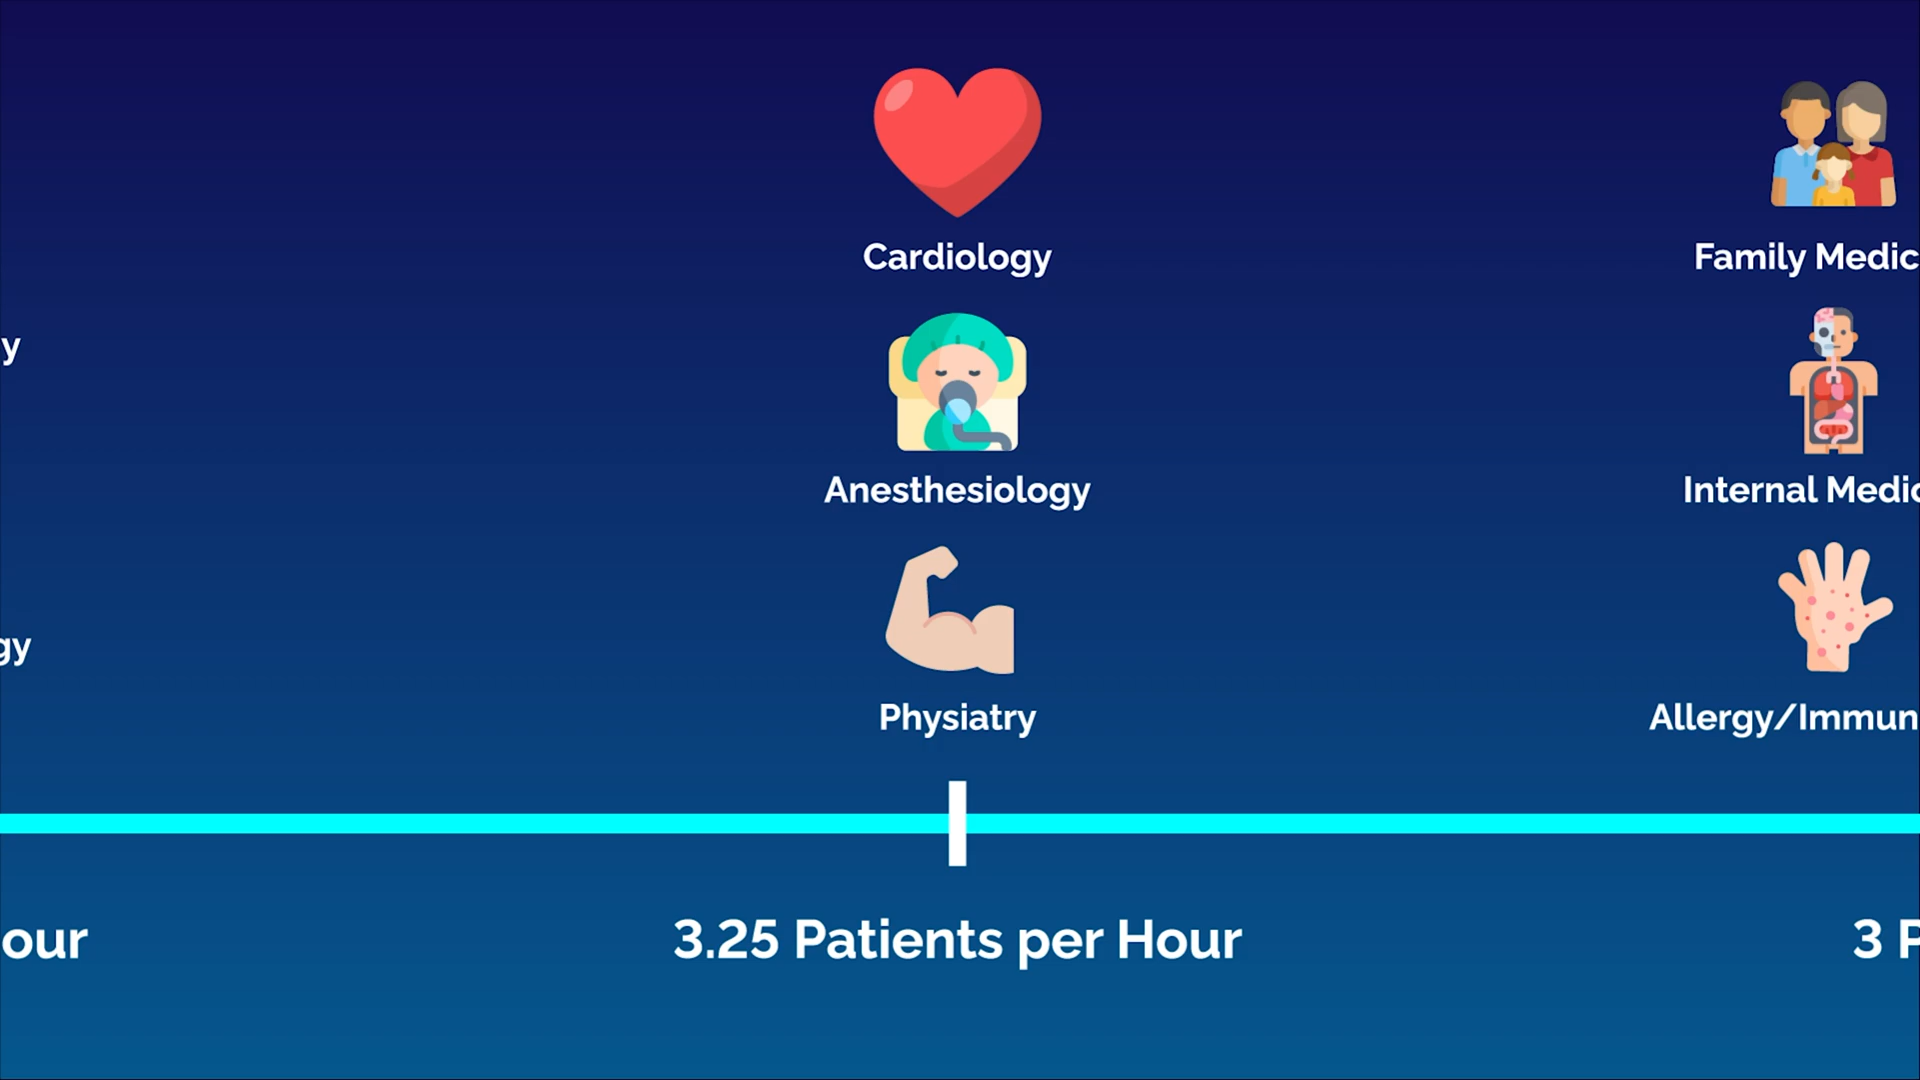 Cardiology
Family Medic
y
Anesthesiology
Internal Medic
gy
Physiatry
Allergy/Immun
our
3.25 Patients per Hour
3 P